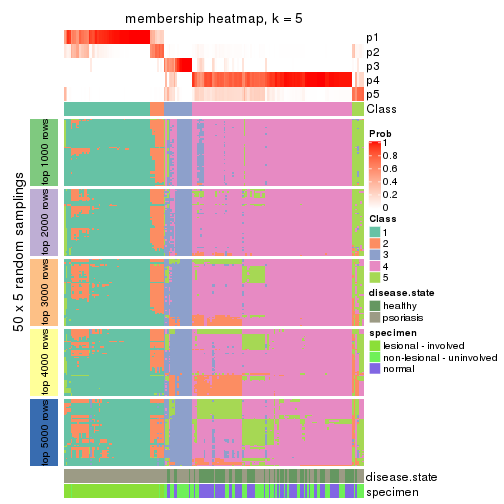 membership heatmap, k = 5
p1
p2
p3
p4
p5
Class
50 x 5 random samplings
top 1000 rows
top 2000 rows
top 3000 rows
top 4000 rows
top 5000 rows
disease.state
specimen
Prob
1
0.8
0.6
0.4
0.2
0
Class
1
2
3
4
5
disease.state
healthy
psoriasis
specimen
lesional - involved
non-lesional - uninvolved
normal